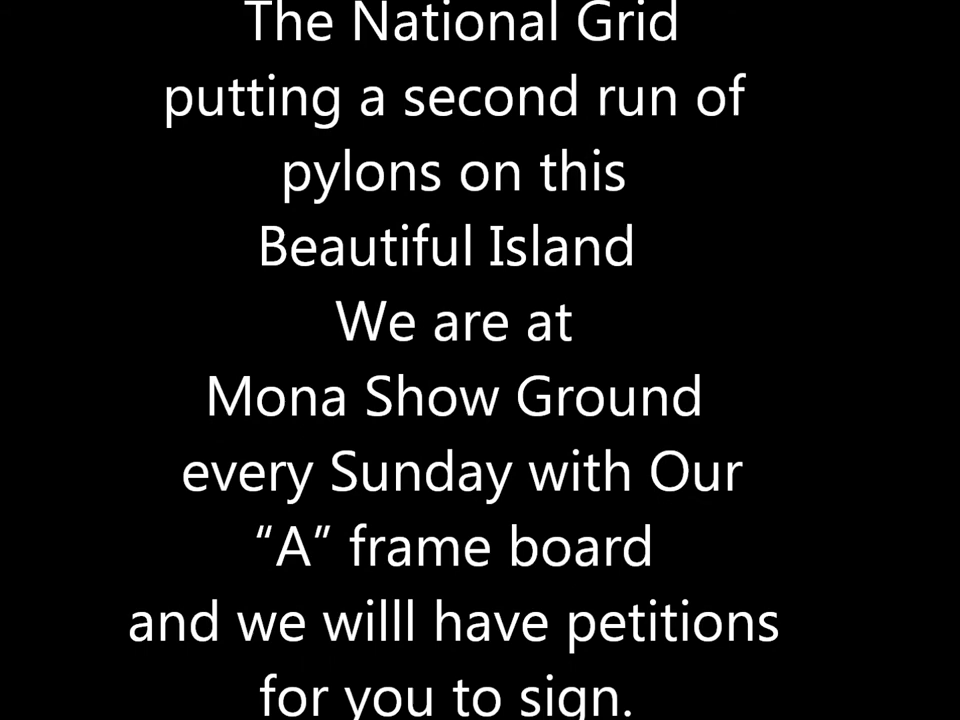 The National Grid
putting a second run of
pylons on this
Beautiful Island
We are at
Mona Show Ground
every Sunday with Our
“A” frame board
and we willl have petitions
for you to sign.